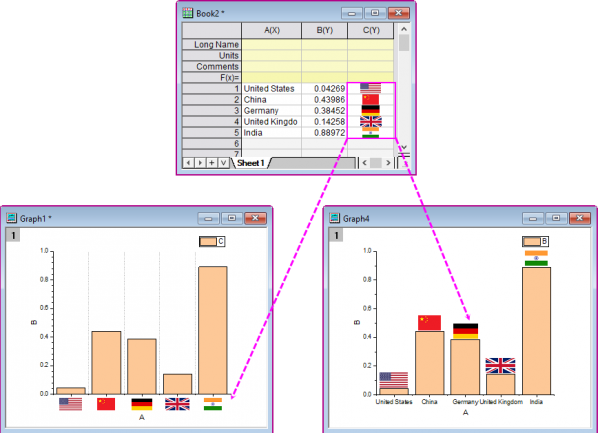 Book2 *
A(X) B(Y) C(Y)
Long Name
Units
Comments
F(x)=
1 United States 0.04269
2 China 0.43986
3 Germany 0.38452
4 United Kingdo 0.14258
5 India 0.88972
6
7
Sheet1
Graph1 *
1
C
1.0
0.8
0.6
0.4
0.2
0.0
B
A
Graph4
1
B
1.0
0.8
0.6
0.4
0.2
0.0
B
United States China Germany United Kingdom India
A